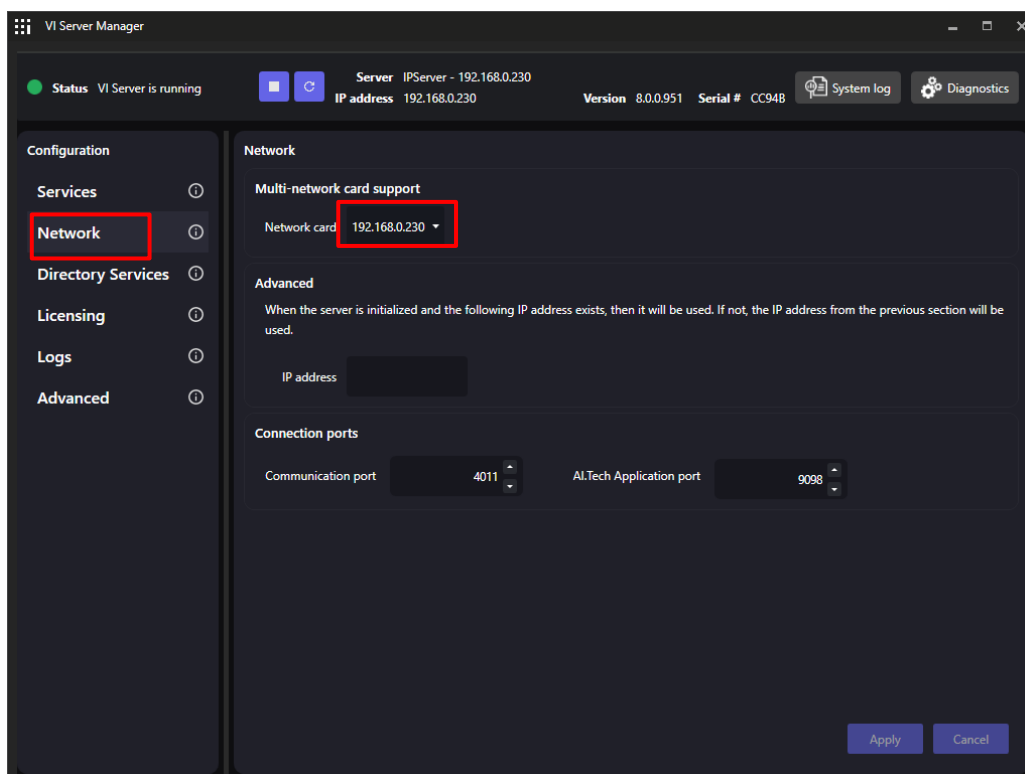 VI Server Manager
Status VI Server is running
Server IPServer - 192.168.0.230
IP address 192.168.0.230
Version 8.0.0.951 Serial # CC94B
System log
Diagnostics
Configuration
Services
Network
Directory Services
Licensing
Logs
Advanced
Network
Multi-network card support
Network card 192.168.0.230
Advanced
When the server is initialized and the following IP address exists, then it will be used. If not, the IP address from the previous section will be
used.
IP address
Connection ports
Communication port 4011
AI.Tech Application port 9098
Apply
Cancel